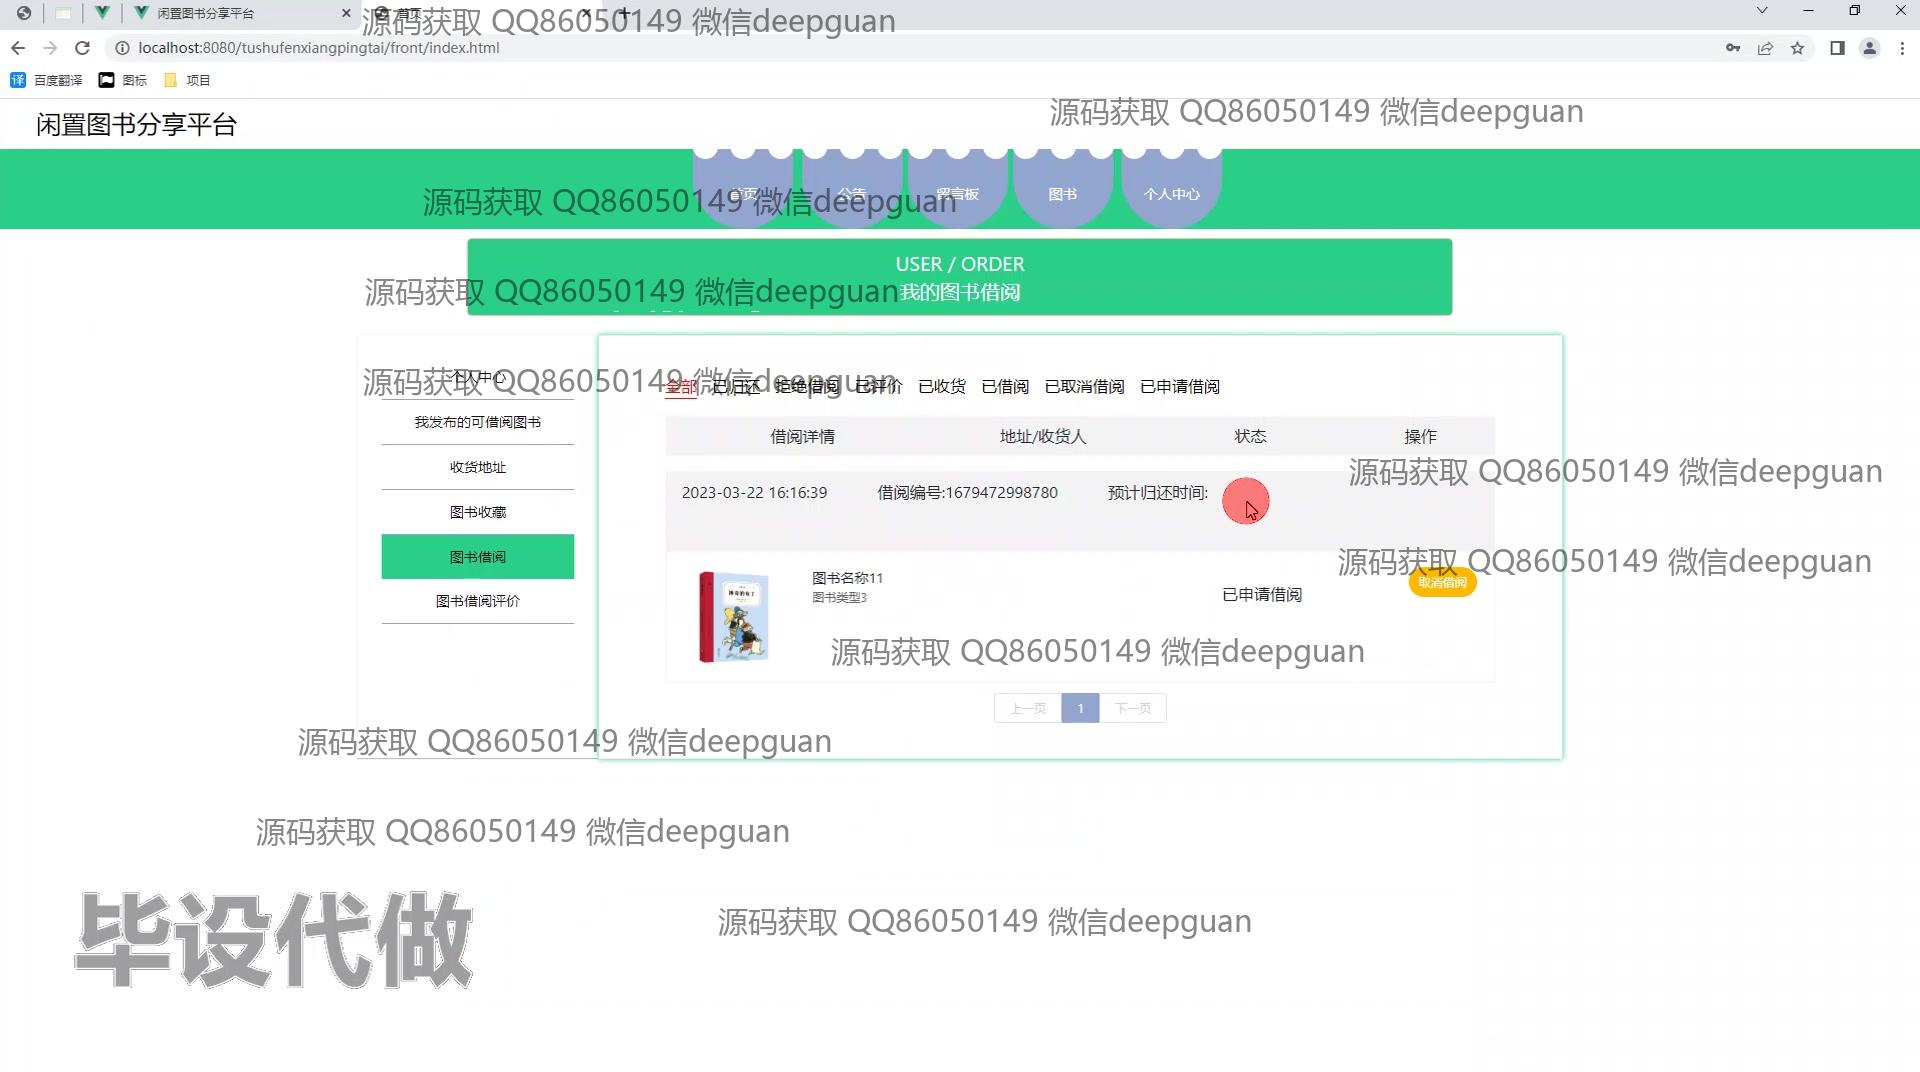 闲置图书分享平台
首页
源码获取 QQ86050149 微信deepguan
localhost:8080/tushufenxiangpingtai/front/index.html
译 百度翻译 图标 项目
闲置图书分享平台
源码获取 QQ86050149 微信deepguan
首页 公告 留言板 图书 个人中心
源码获取 QQ86050149 微信deepguan
USER / ORDER
我的图书借阅
源码获取 QQ86050149 微信deepguan
个人中心
我发布的可借阅图书
收货地址
图书收藏
图书借阅
图书借阅评价
源码获取 QQ86050149 微信deepguan
全部 已归还 拒绝借阅 已评价 已收货 已借阅 已取消借阅 已申请借阅
借阅详情 地址/收货人 状态 操作
源码获取 QQ86050149 微信deepguan
2023-03-22 16:16:39 借阅编号:1679472998780 预计归还时间:
源码获取 QQ86050149 微信deepguan
图书名称11
图书类型3
已申请借阅
取消借阅
源码获取 QQ86050149 微信deepguan
上一页 1 下一页
源码获取 QQ86050149 微信deepguan
源码获取 QQ86050149 微信deepguan
源码获取 QQ86050149 微信deepguan
毕设代做